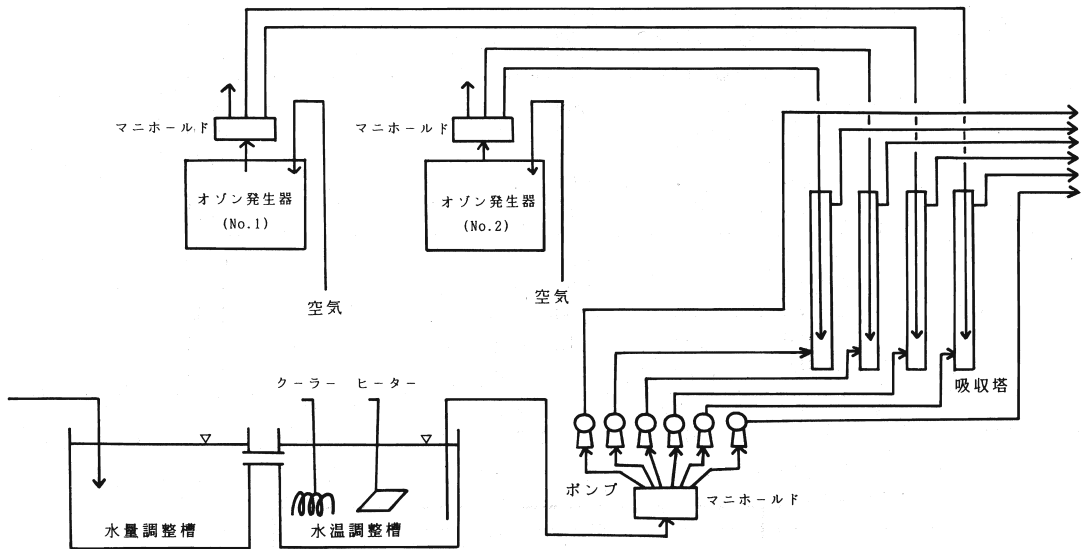 マニホールド
マニホールド
オゾン発生器
(No.1)
オゾン発生器
(No.2)
空気
空気
クーラー
ヒーター
吸収塔
ポンプ
マニホールド
水量調整槽
水温調整槽